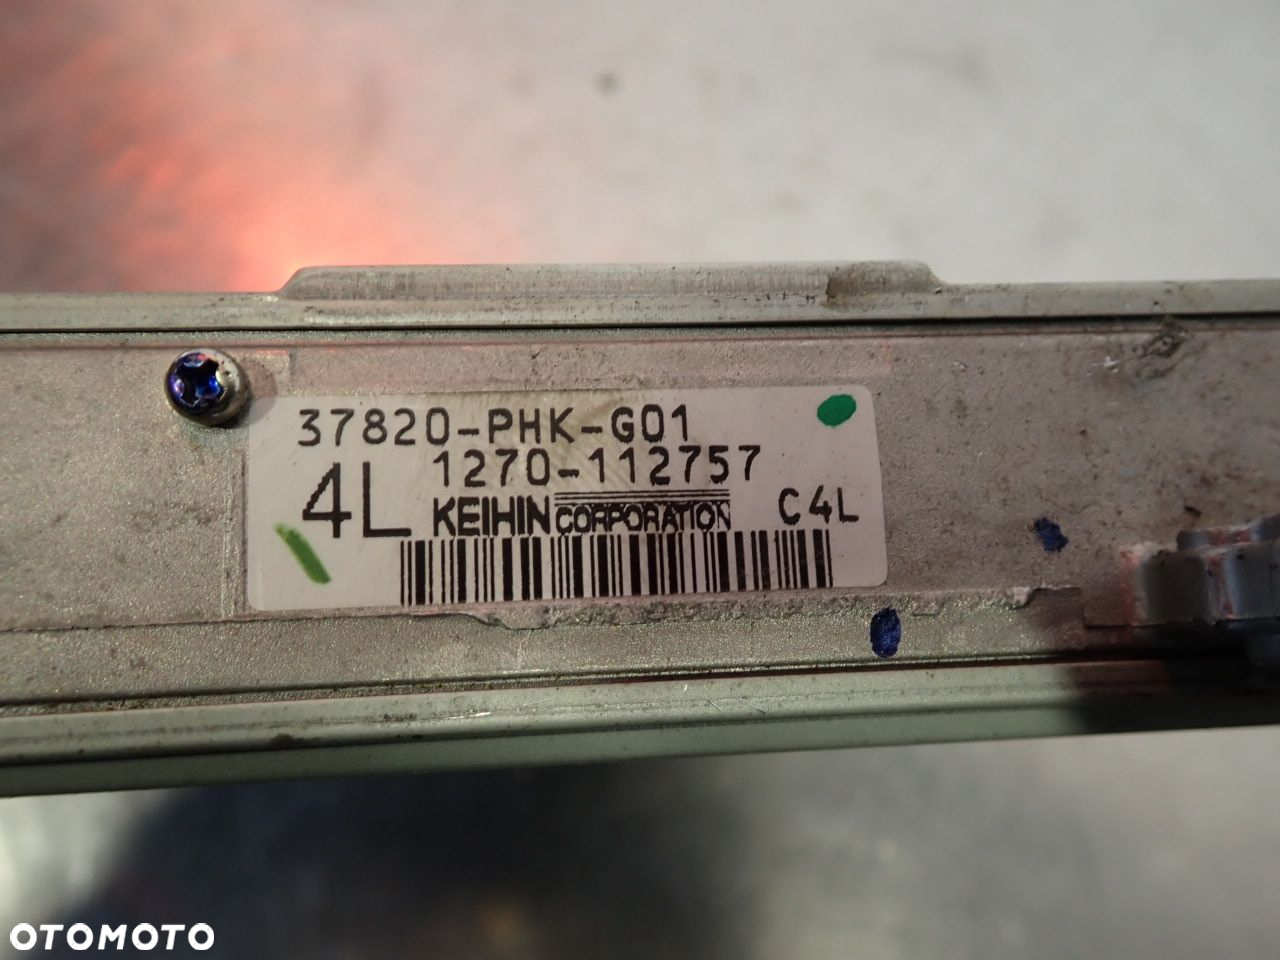 37820-PHK-G01
1270-112757
4L KEIHIN CORPORATION C4L
OTOMOTO